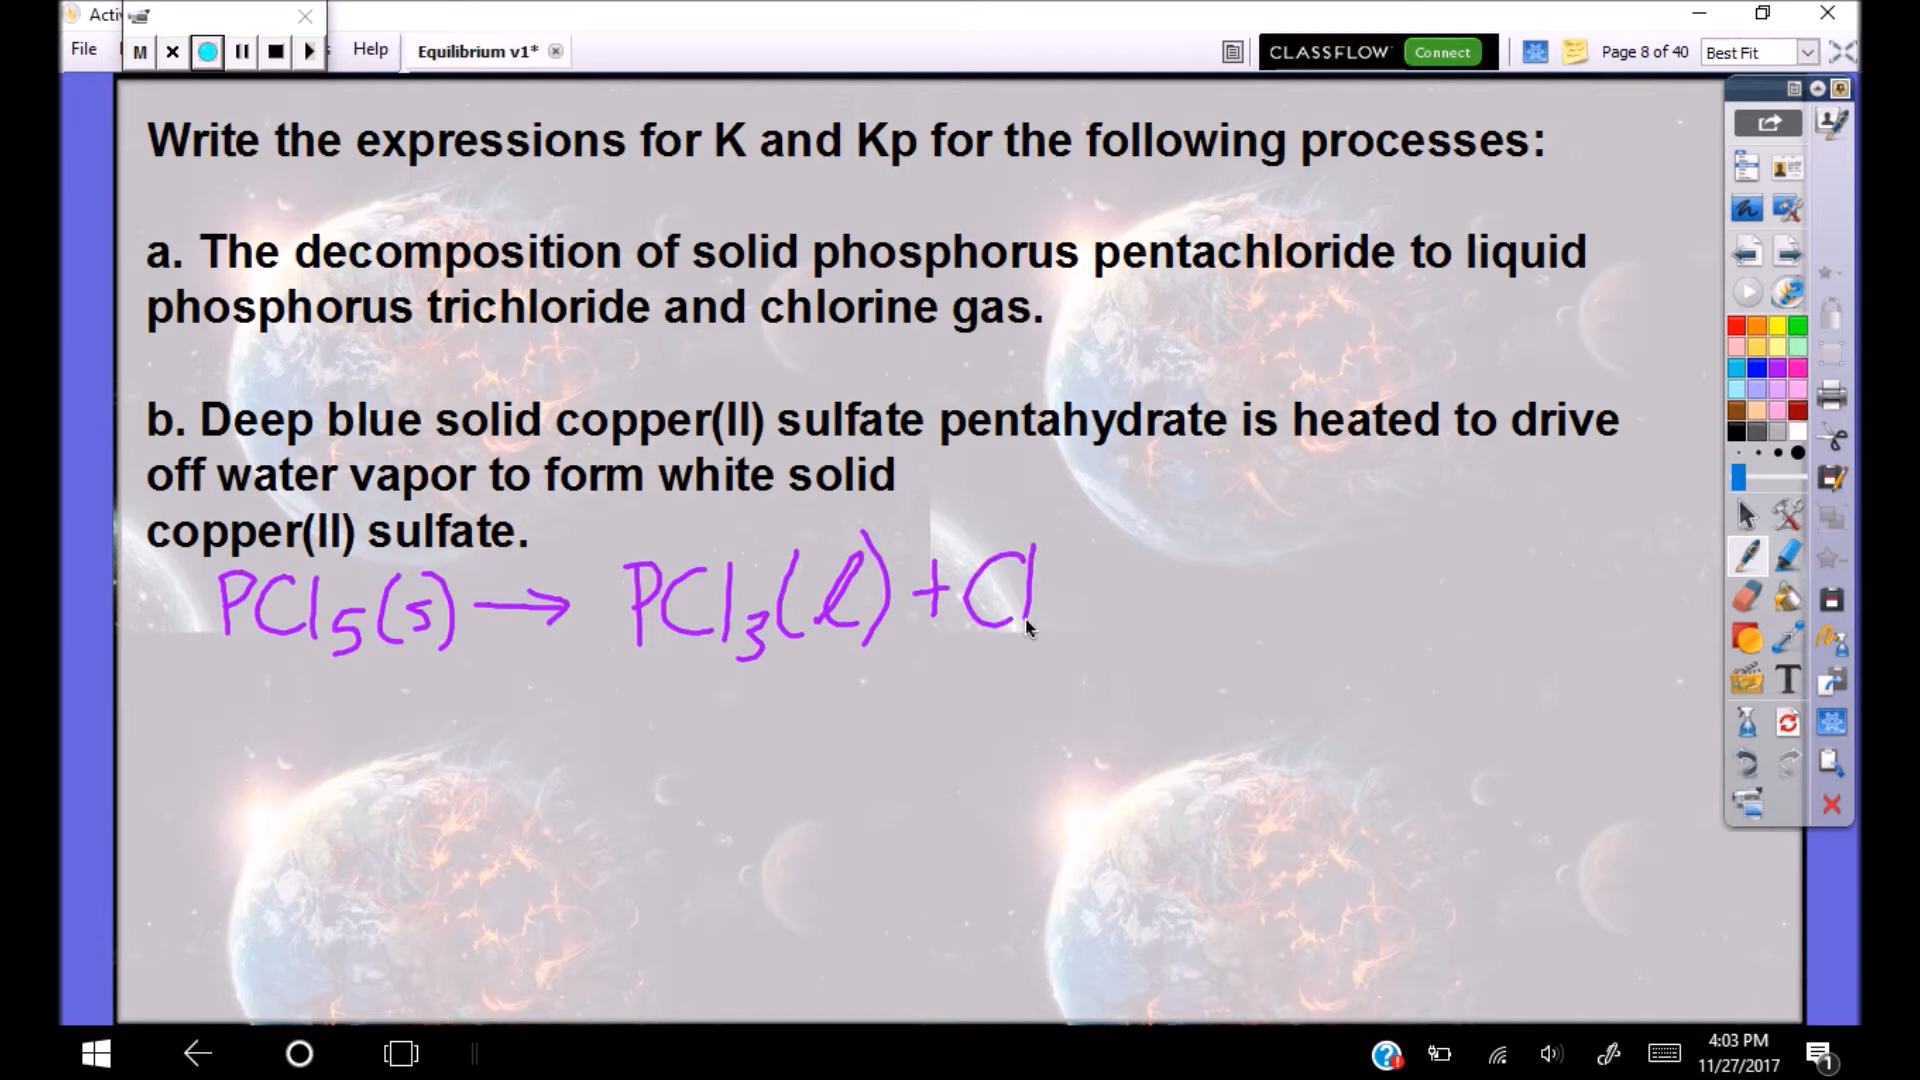 Acti
M
File
Help
Equilibrium v1*
CLASSFLOW
Connect
Page 8 of 40
Best Fit
Write the expressions for K and Kp for the following processes:
a. The decomposition of solid phosphorus pentachloride to liquid
phosphorus trichloride and chlorine gas.
b. Deep blue solid copper(II) sulfate pentahydrate is heated to drive
off water vapor to form white solid
copper(II) sulfate.
PCl5(s) → PCl3(l) + Cl
T
4:03 PM
11/27/2017
1